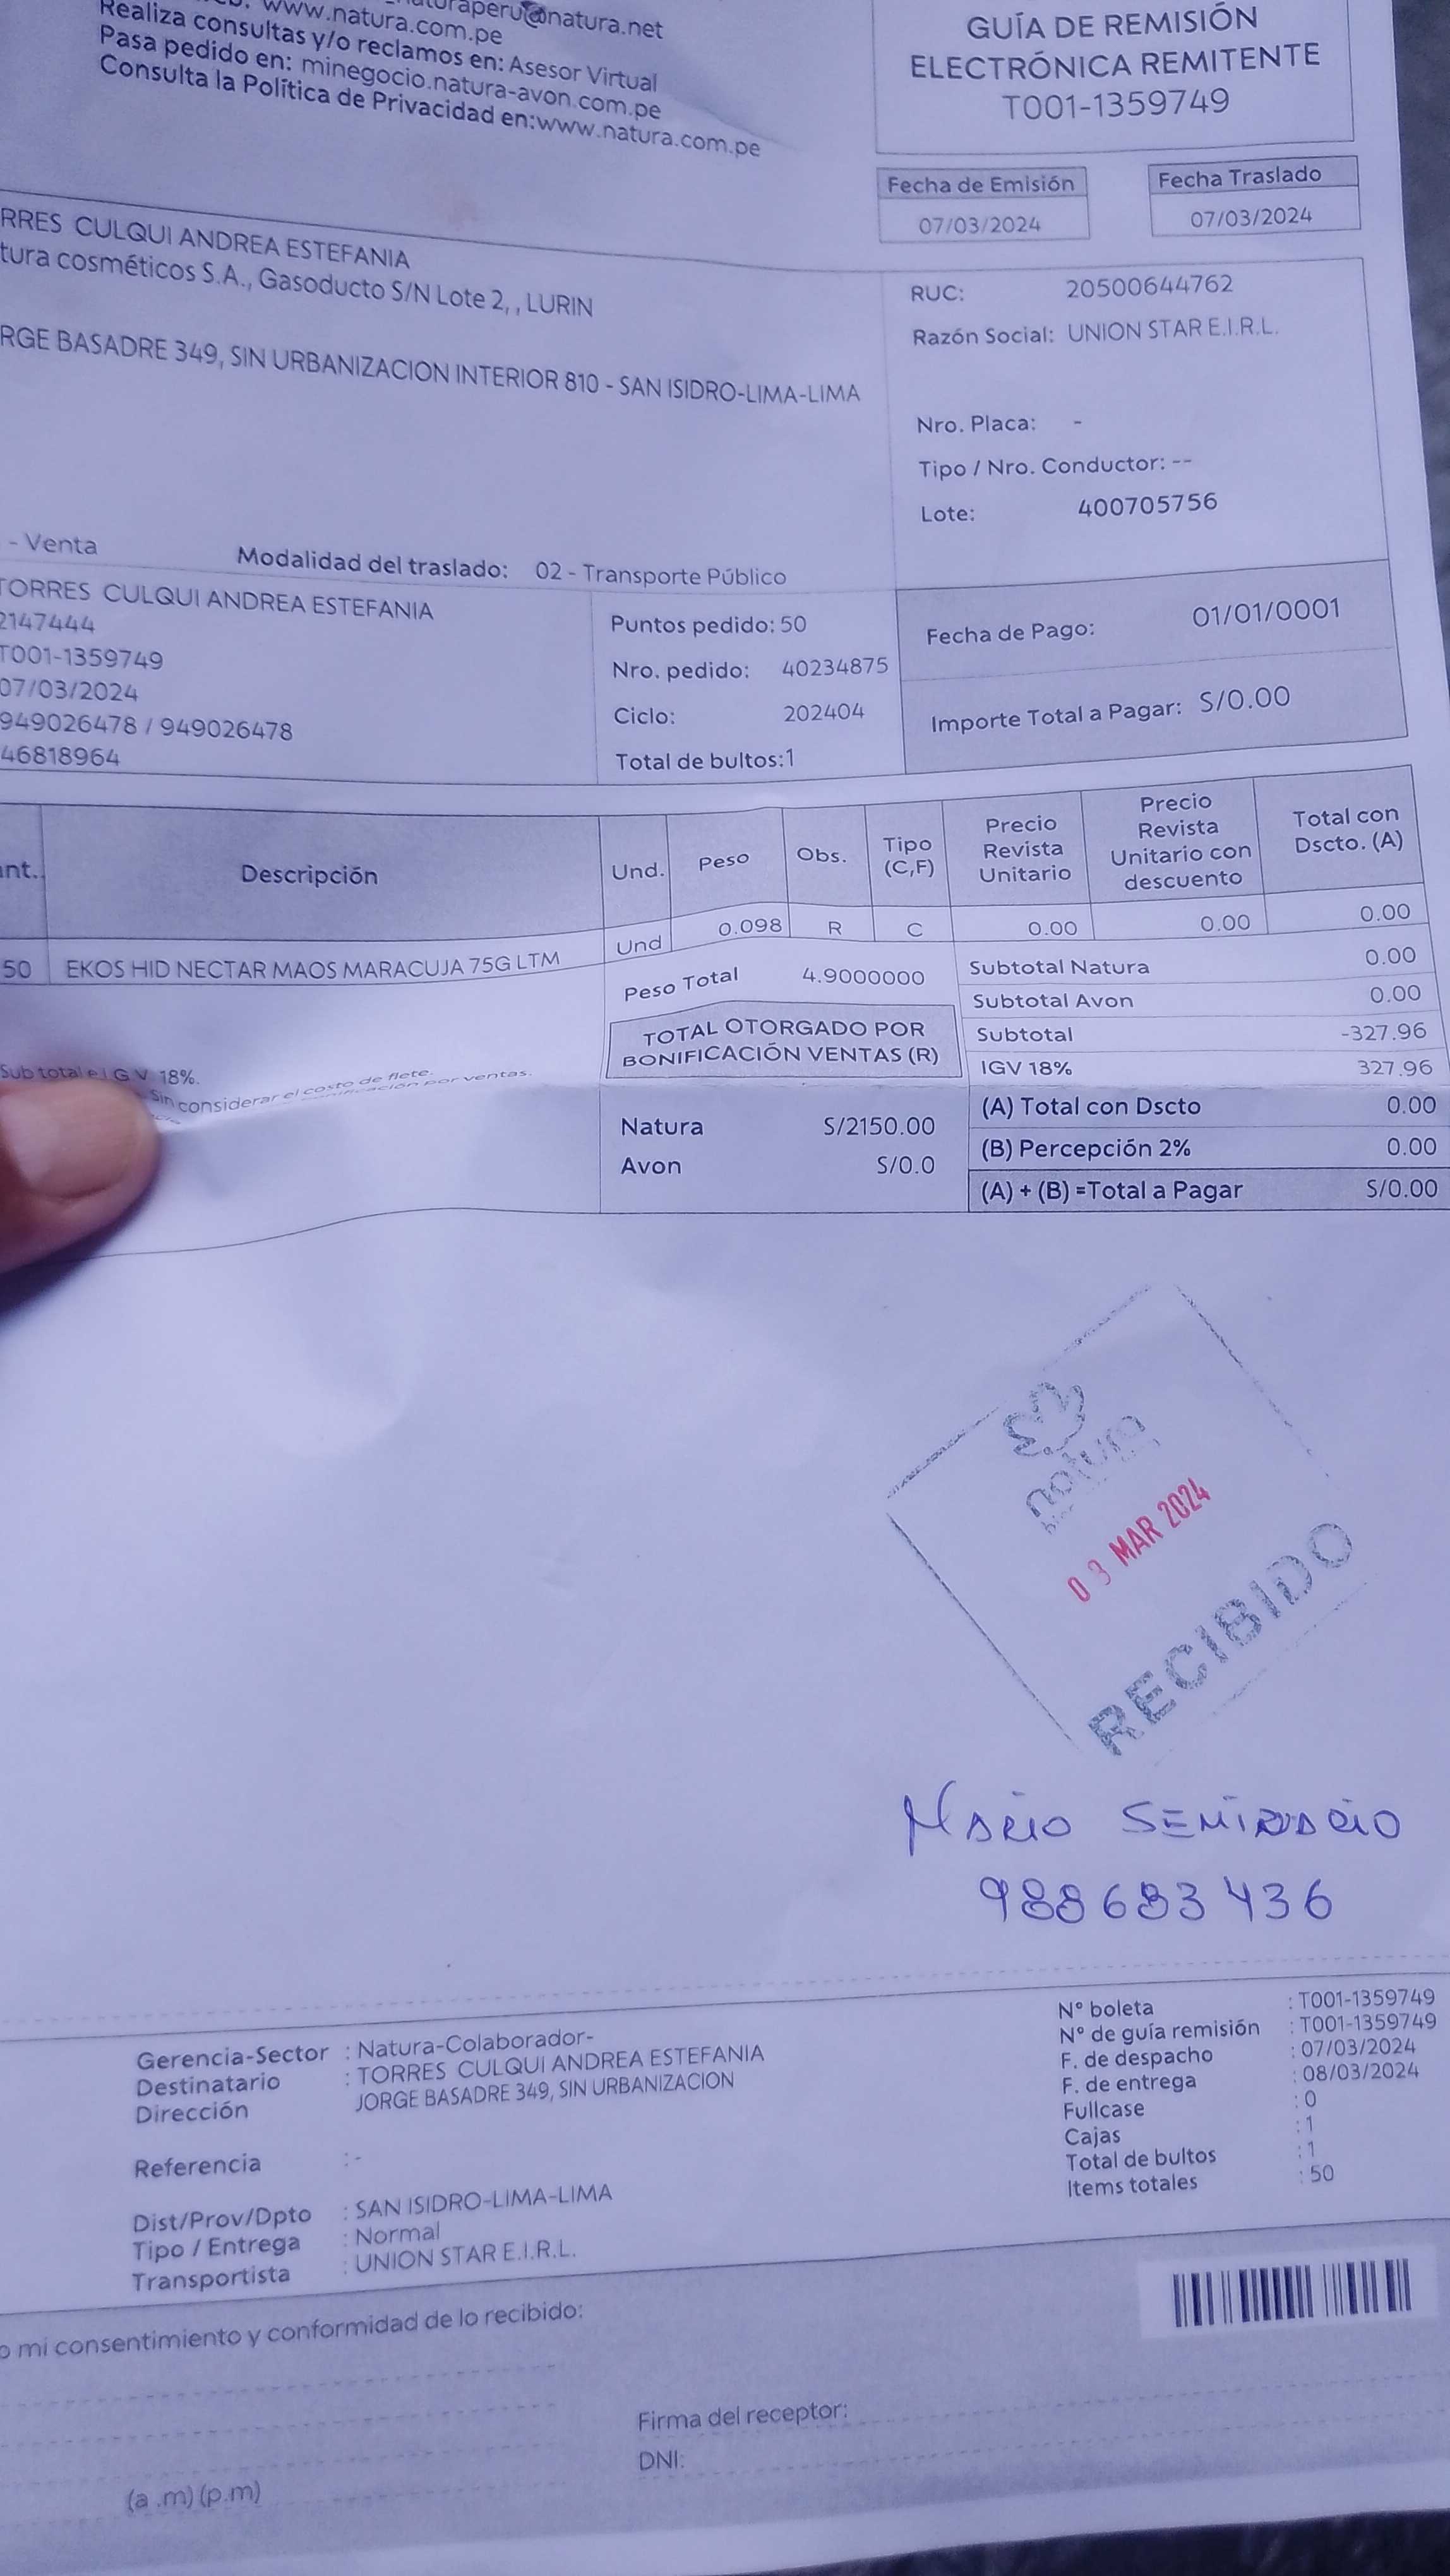 www.natura.com.pe
Realiza consultas y/o reclamos en: Asesor Virtual
Pasa pedido en: minegocio.natura-avon.com.pe
Consulta la Política de Privacidad en:www.natura.com.pe
GUÍA DE REMISIÓN
ELECTRÓNICA REMITENTE
T001-1359749
Fecha de Emisión
07/03/2024
Fecha Traslado
07/03/2024
RRES CULQUI ANDREA ESTEFANIA
tura cosméticos S.A., Gasoducto S/N Lote 2, , LURIN
RGE BASADRE 349, SIN URBANIZACION INTERIOR 810 - SAN ISIDRO-LIMA-LIMA
RUC: 20500644762
Razón Social: UNION STAR E.I.R.L.
Nro. Placa: -
Tipo / Nro. Conductor: --
Lote: 400705756
- Venta Modalidad del traslado: 02 - Transporte Público
TORRES CULQUI ANDREA ESTEFANIA
2147444
T001-1359749
07/03/2024
949026478 / 949026478
46818964
Puntos pedido: 50
Nro. pedido: 40234875
Ciclo: 202404
Total de bultos:1
Fecha de Pago: 01/01/0001
Importe Total a Pagar: S/0.00
ant. Descripción Und. Peso Obs. Tipo (C,F) Precio Revista Unitario Precio Revista Unitario con descuento Total con Dscto. (A)
50 EKOS HID NECTAR MAOS MARACUJA 75G LTM Und 0.098 R C 0.00 0.00 0.00
Peso Total 4.9000000
TOTAL OTORGADO POR
BONIFICACIÓN VENTAS (R)
Natura S/2150.00
Avon S/0.0
Subtotal Natura 0.00
Subtotal Avon 0.00
Subtotal -327.96
IGV 18% 327.96
(A) Total con Dscto 0.00
(B) Percepción 2% 0.00
(A) + (B) =Total a Pagar S/0.00
Sub total e I G V 18%.
Sin considerar el costo de flete.
natura
03 MAR 2024
RECIBIDO
MARIO SEMINARIO
988683436
Gerencia-Sector : Natura-Colaborador-
Destinatario : TORRES CULQUI ANDREA ESTEFANIA
Dirección JORGE BASADRE 349, SIN URBANIZACION
Referencia : -
Dist/Prov/Dpto : SAN ISIDRO-LIMA-LIMA
Tipo / Entrega : Normal
Transportista : UNION STAR E.I.R.L.
N° boleta : T001-1359749
N° de guía remisión : T001-1359749
F. de despacho : 07/03/2024
F. de entrega : 08/03/2024
Fullcase : 0
Cajas : 1
Total de bultos : 1
Items totales : 50
o mi consentimiento y conformidad de lo recibido:
Firma del receptor:
DNI:
(a .m) (p.m)